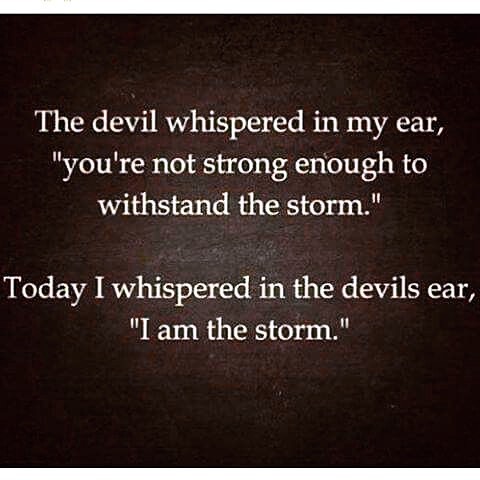 The devil whispered in my ear,
"you're not strong enough to
withstand the storm."
Today I whispered in the devils ear,
"I am the storm."